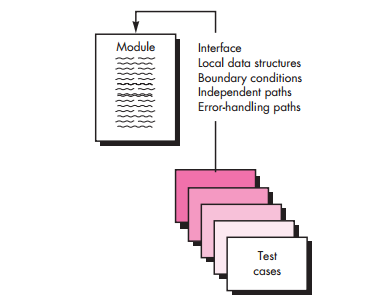 Module
Interface
Local data structures
Boundary conditions
Independent paths
Error-handling paths
Test
cases